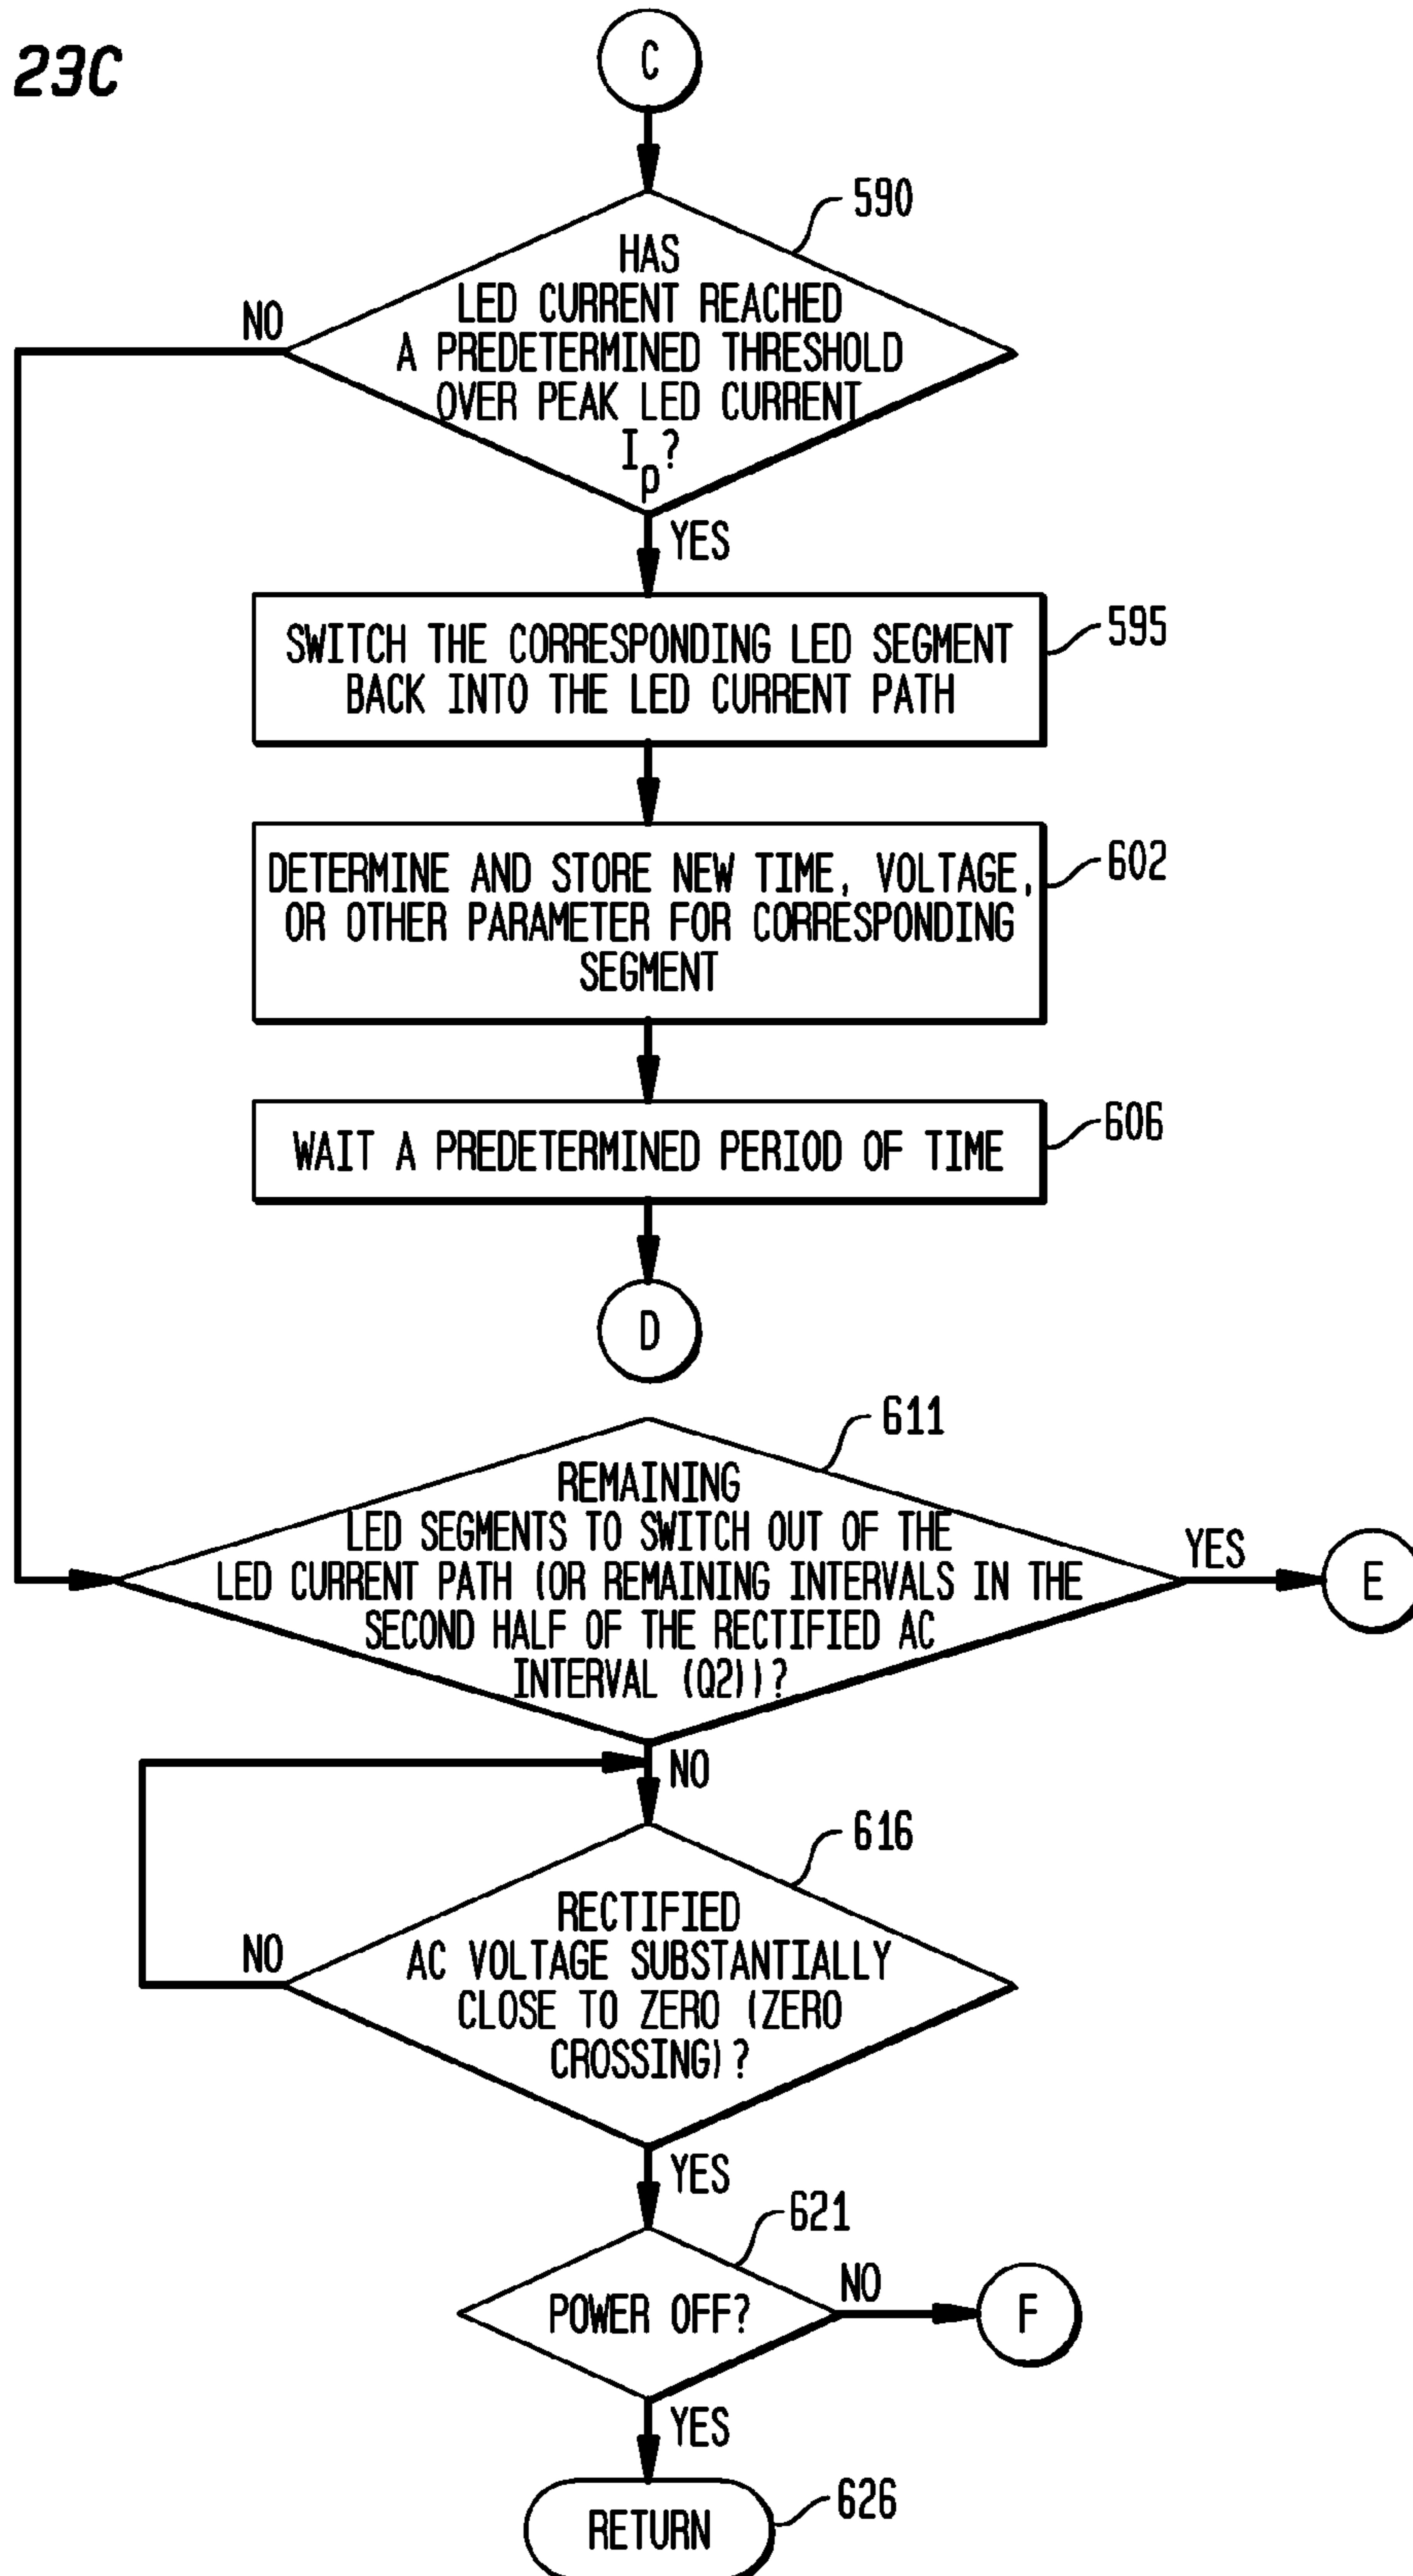 23C
C
590
HAS
LED CURRENT REACHED
A PREDETERMINED THRESHOLD
OVER PEAK LED CURRENT
Ip?
NO
YES
SWITCH THE CORRESPONDING LED SEGMENT
BACK INTO THE LED CURRENT PATH
595
DETERMINE AND STORE NEW TIME, VOLTAGE,
OR OTHER PARAMETER FOR CORRESPONDING
SEGMENT
602
WAIT A PREDETERMINED PERIOD OF TIME
606
D
611
REMAINING
LED SEGMENTS TO SWITCH OUT OF THE
LED CURRENT PATH (OR REMAINING INTERVALS IN THE
SECOND HALF OF THE RECTIFIED AC
INTERVAL (Q2))?
YES
E
NO
616
RECTIFIED
AC VOLTAGE SUBSTANTIALLY
CLOSE TO ZERO (ZERO
CROSSING)?
NO
YES
621
POWER OFF?
NO
F
YES
RETURN
626